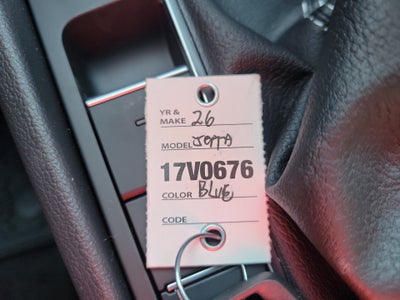 YR &
MAKE 26
MODEL JETTA
17V0676
COLOR BLUE
CODE